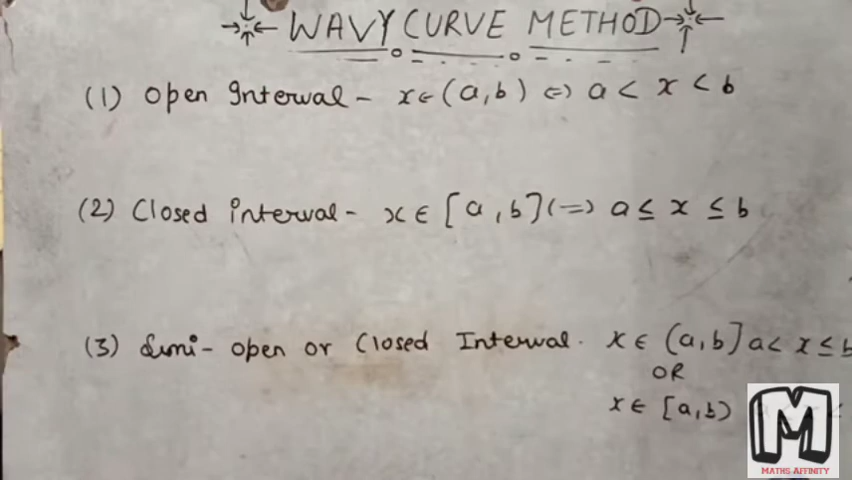 WAVY CURVE METHOD
(1) Open Interval - x ∈ (a, b) <=> a < x < b
(2) Closed interval - x ∈ [a, b] <=> a ≤ x ≤ b
(3) Semi-open or Closed Interval. x ∈ (a, b] a < x ≤ b
OR
x ∈ [a, b)
M
MATHS AFFINITY